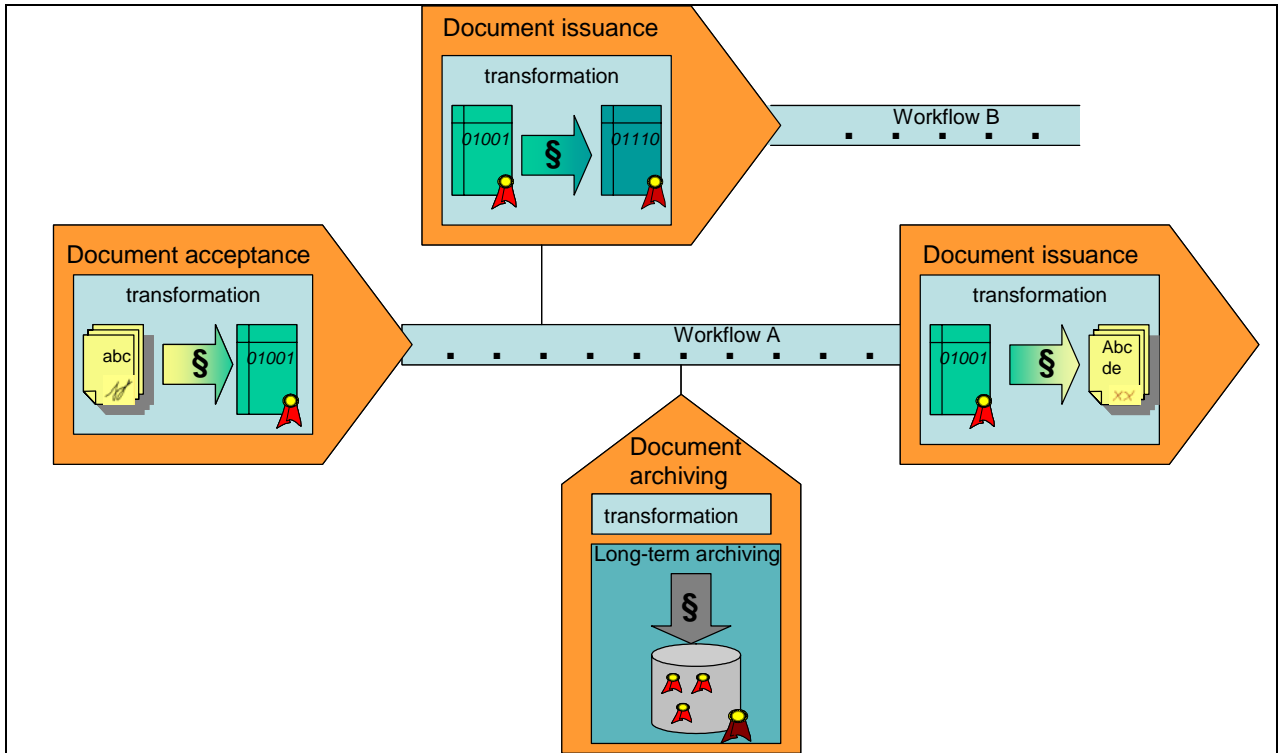 Document issuance
transformation
01001
§
01110
Workflow B
Document acceptance
transformation
abc
§
01001
Workflow A
Document issuance
transformation
01001
§
Abc
de
xx
Document
archiving
transformation
Long-term archiving
§